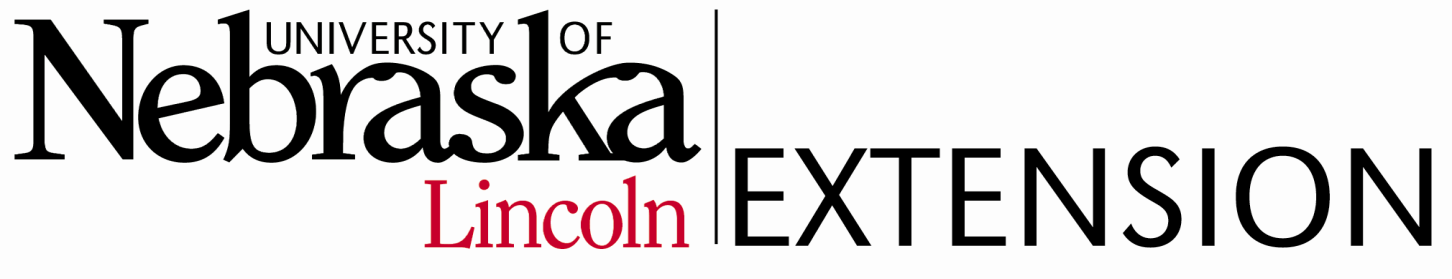 UNIVERSITY OF
Nebraska
Lincoln
EXTENSION